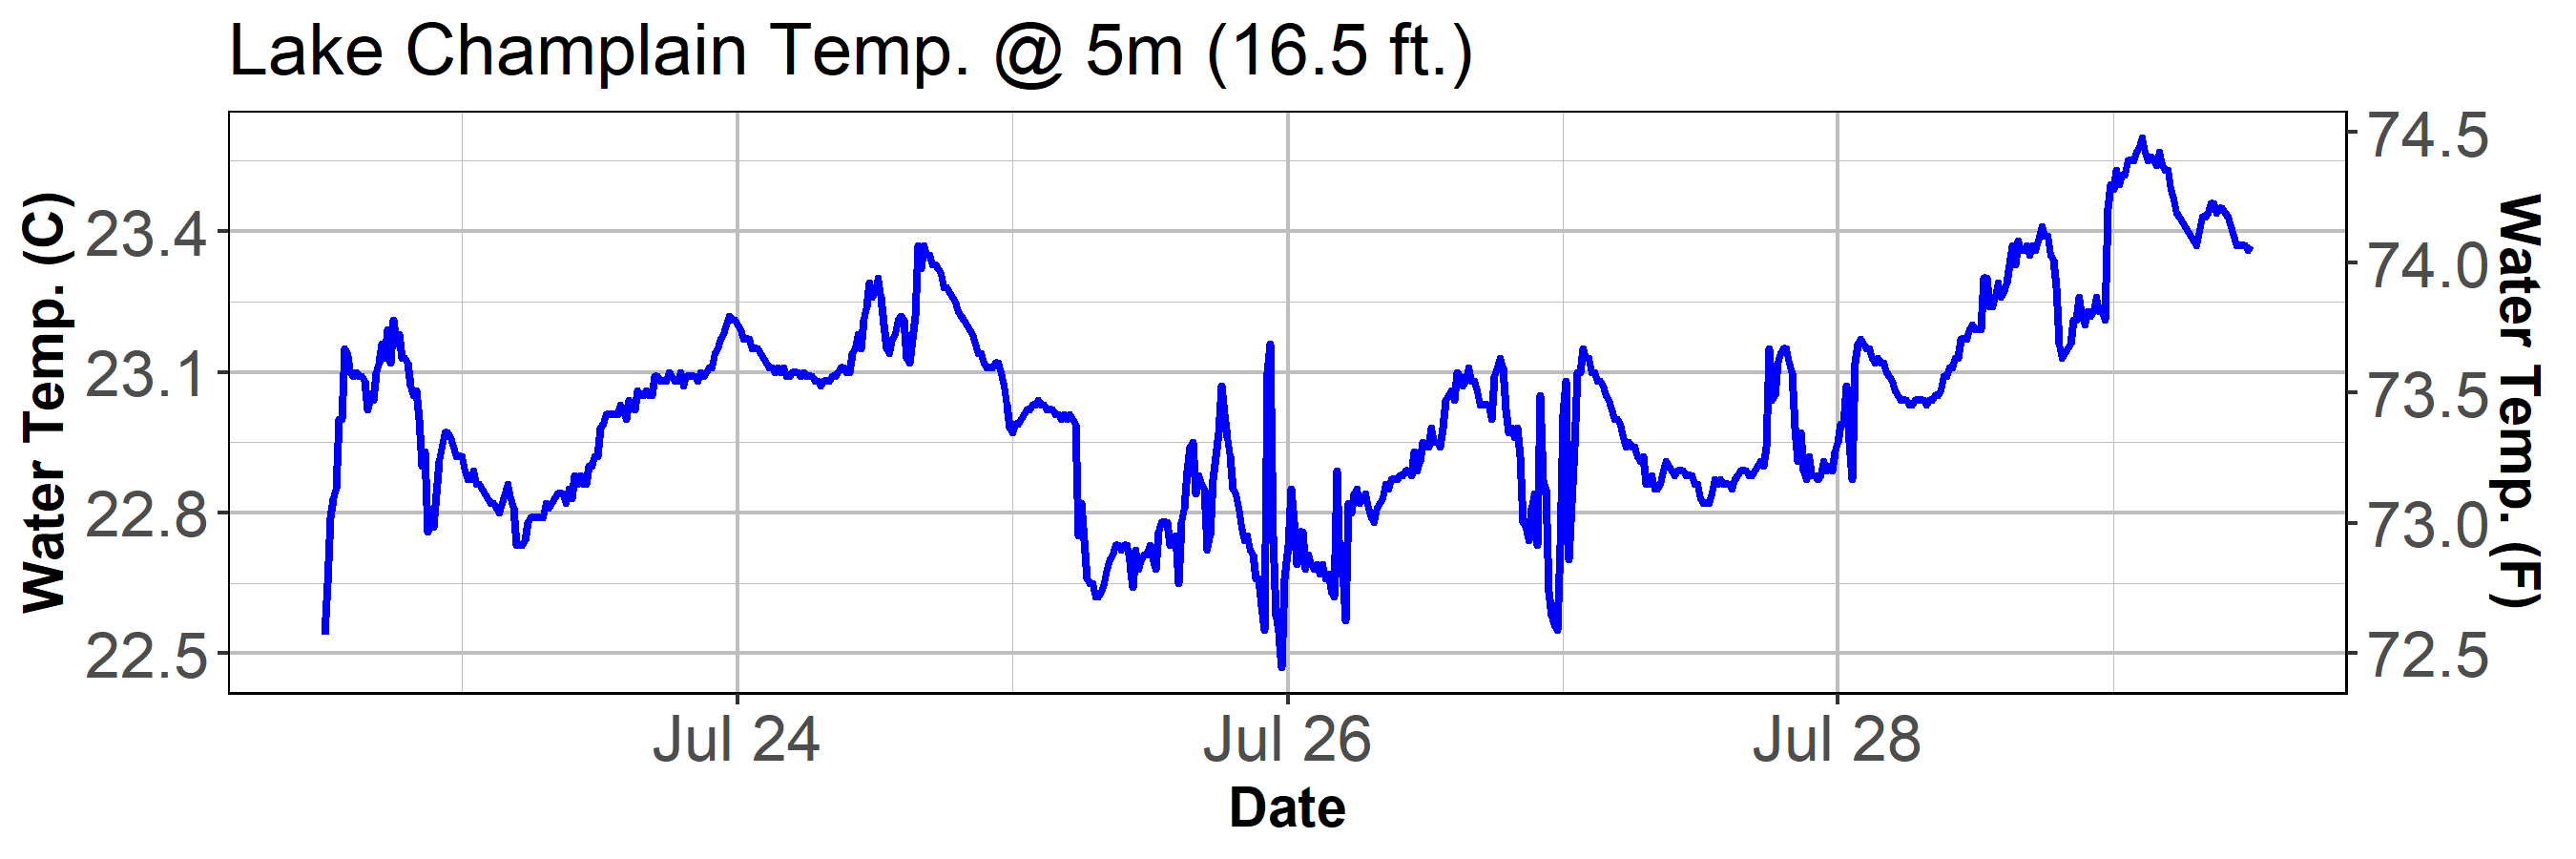 Lake Champlain Temp. @ 5m (16.5 ft.)
Water Temp. (C)
23.4
23.1
22.8
22.5
74.5
74.0
73.5
73.0
72.5
Water Temp. (F)
Jul 24
Jul 26
Jul 28
Date